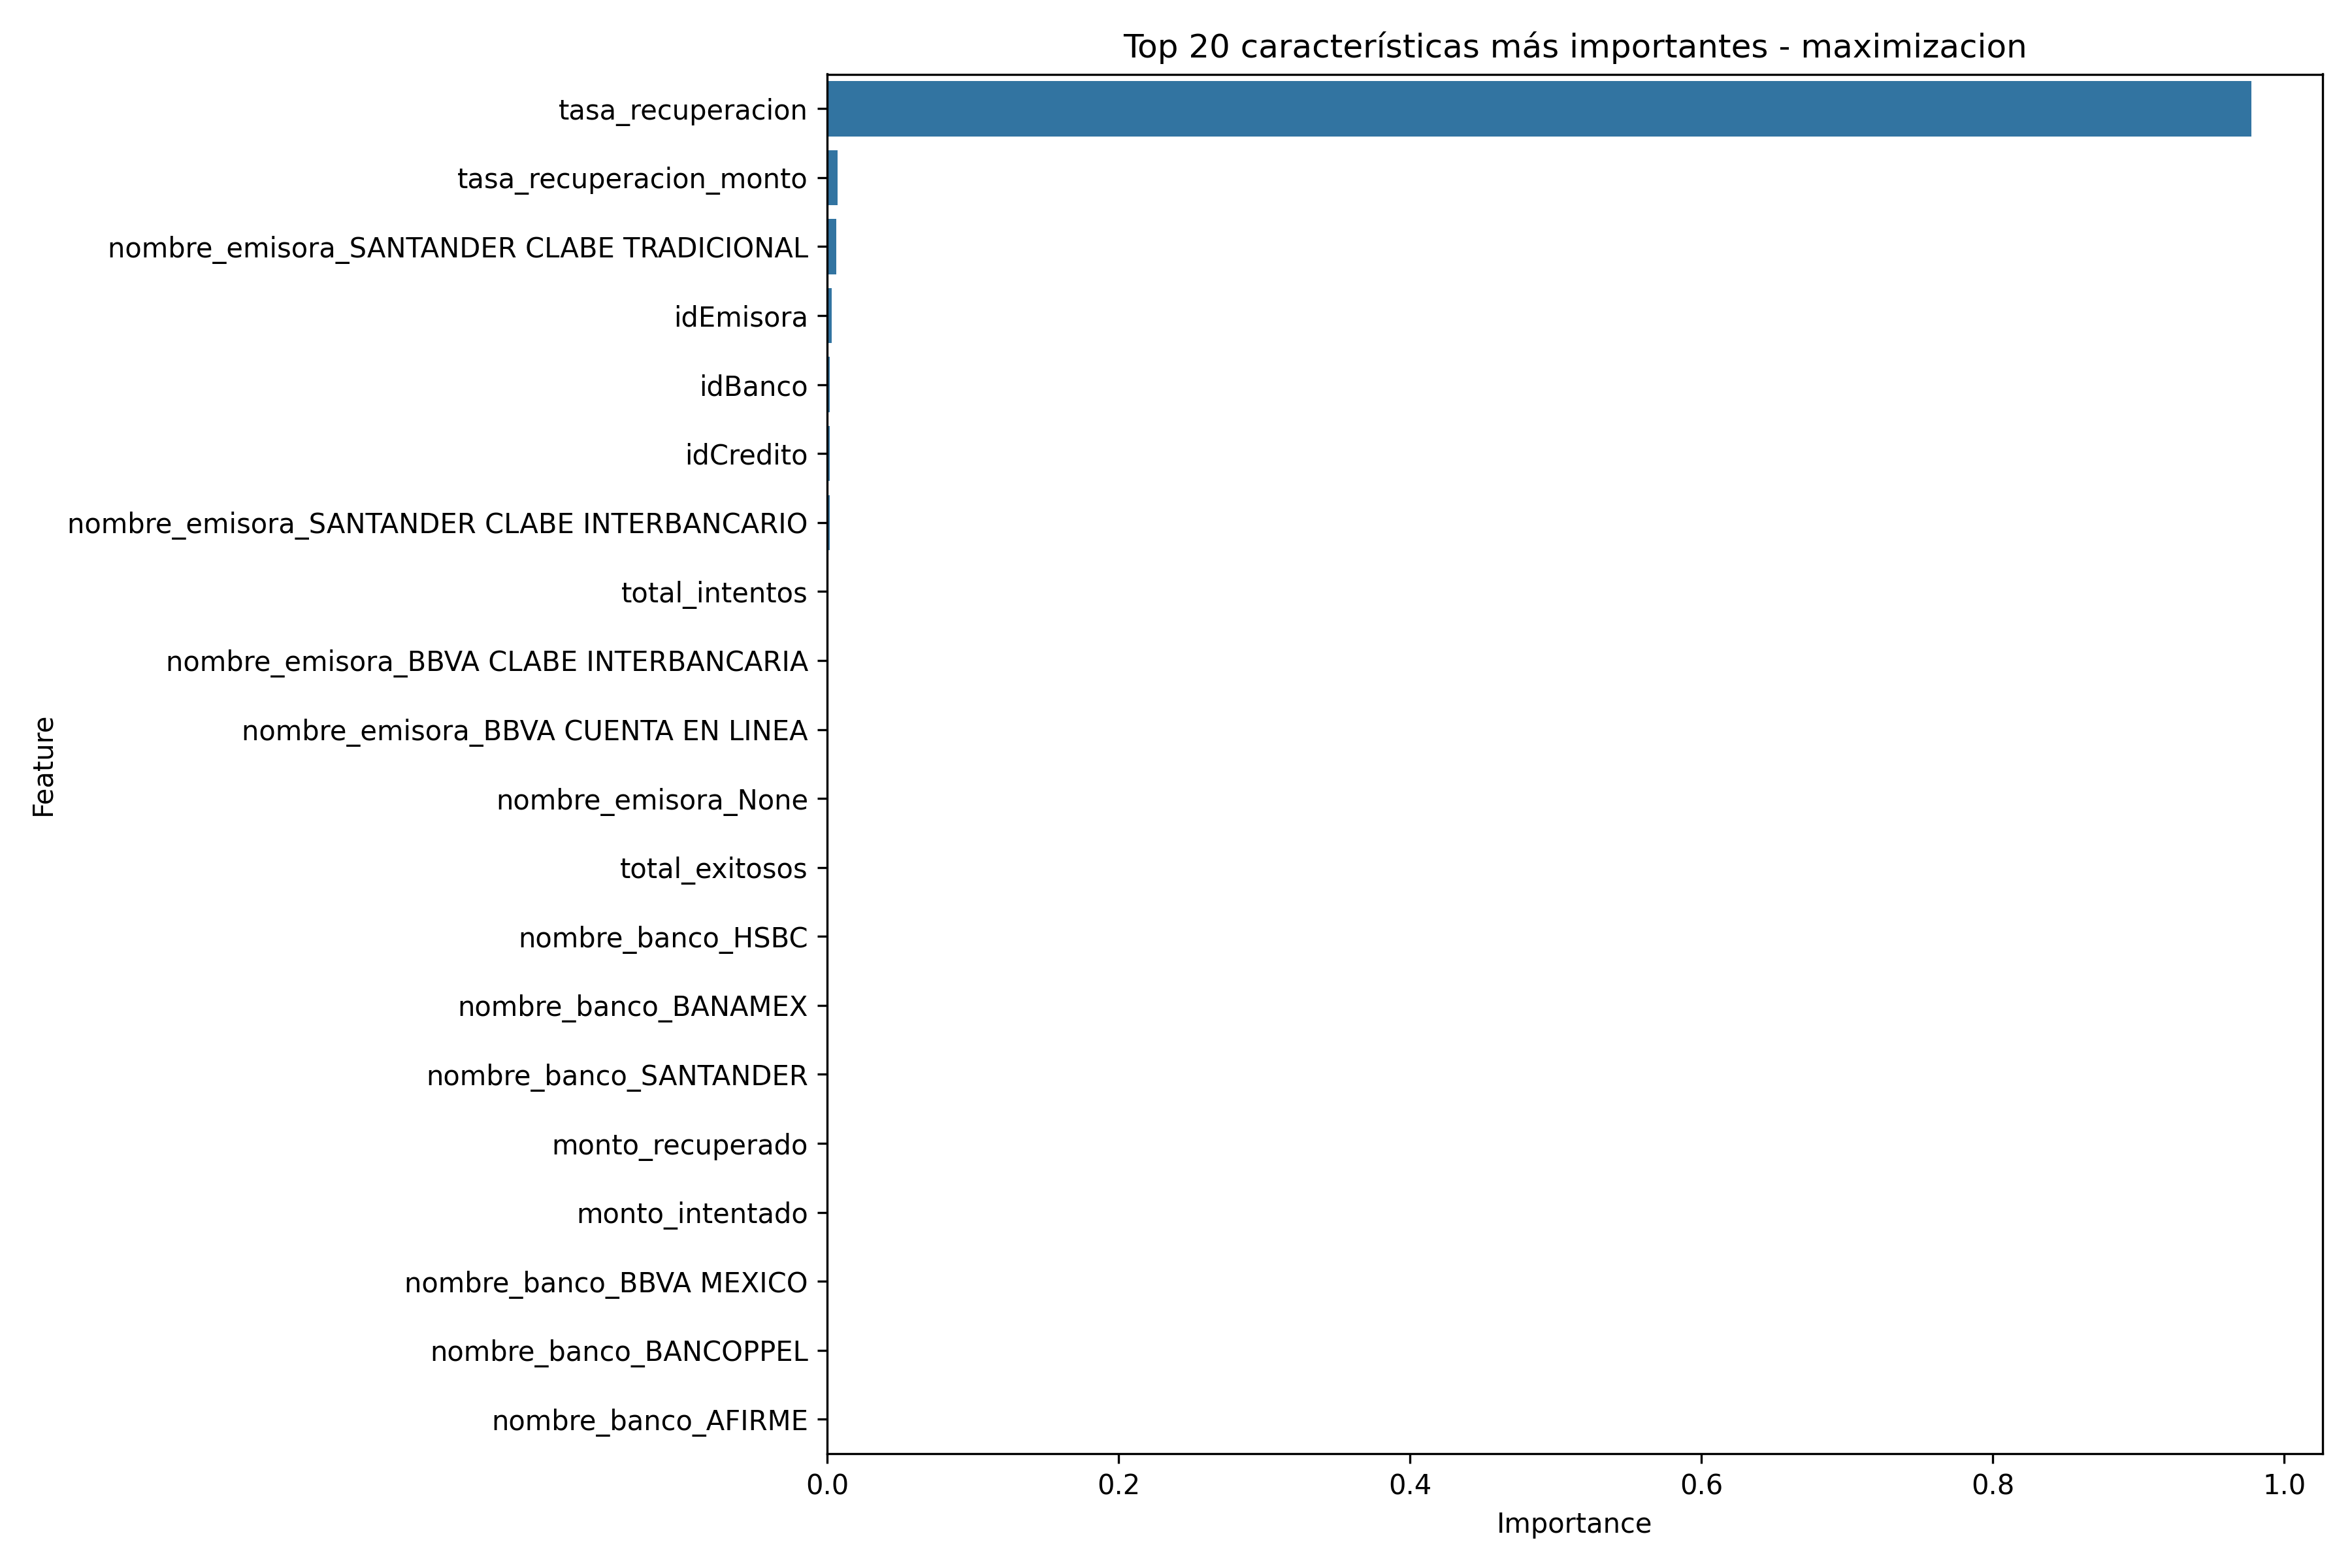 Top 20 características más importantes - maximizacion
tasa_recuperacion
tasa_recuperacion_monto
nombre_emisora_SANTANDER CLABE TRADICIONAL
idEmisora
idBanco
idCredito
nombre_emisora_SANTANDER CLABE INTERBANCARIO
total_intentos
nombre_emisora_BBVA CLABE INTERBANCARIA
nombre_emisora_BBVA CUENTA EN LINEA
nombre_emisora_None
total_exitosos
nombre_banco_HSBC
nombre_banco_BANAMEX
nombre_banco_SANTANDER
monto_recuperado
monto_intentado
nombre_banco_BBVA MEXICO
nombre_banco_BANCOPPEL
nombre_banco_AFIRME
Feature
0.0 0.2 0.4 0.6 0.8 1.0
Importance